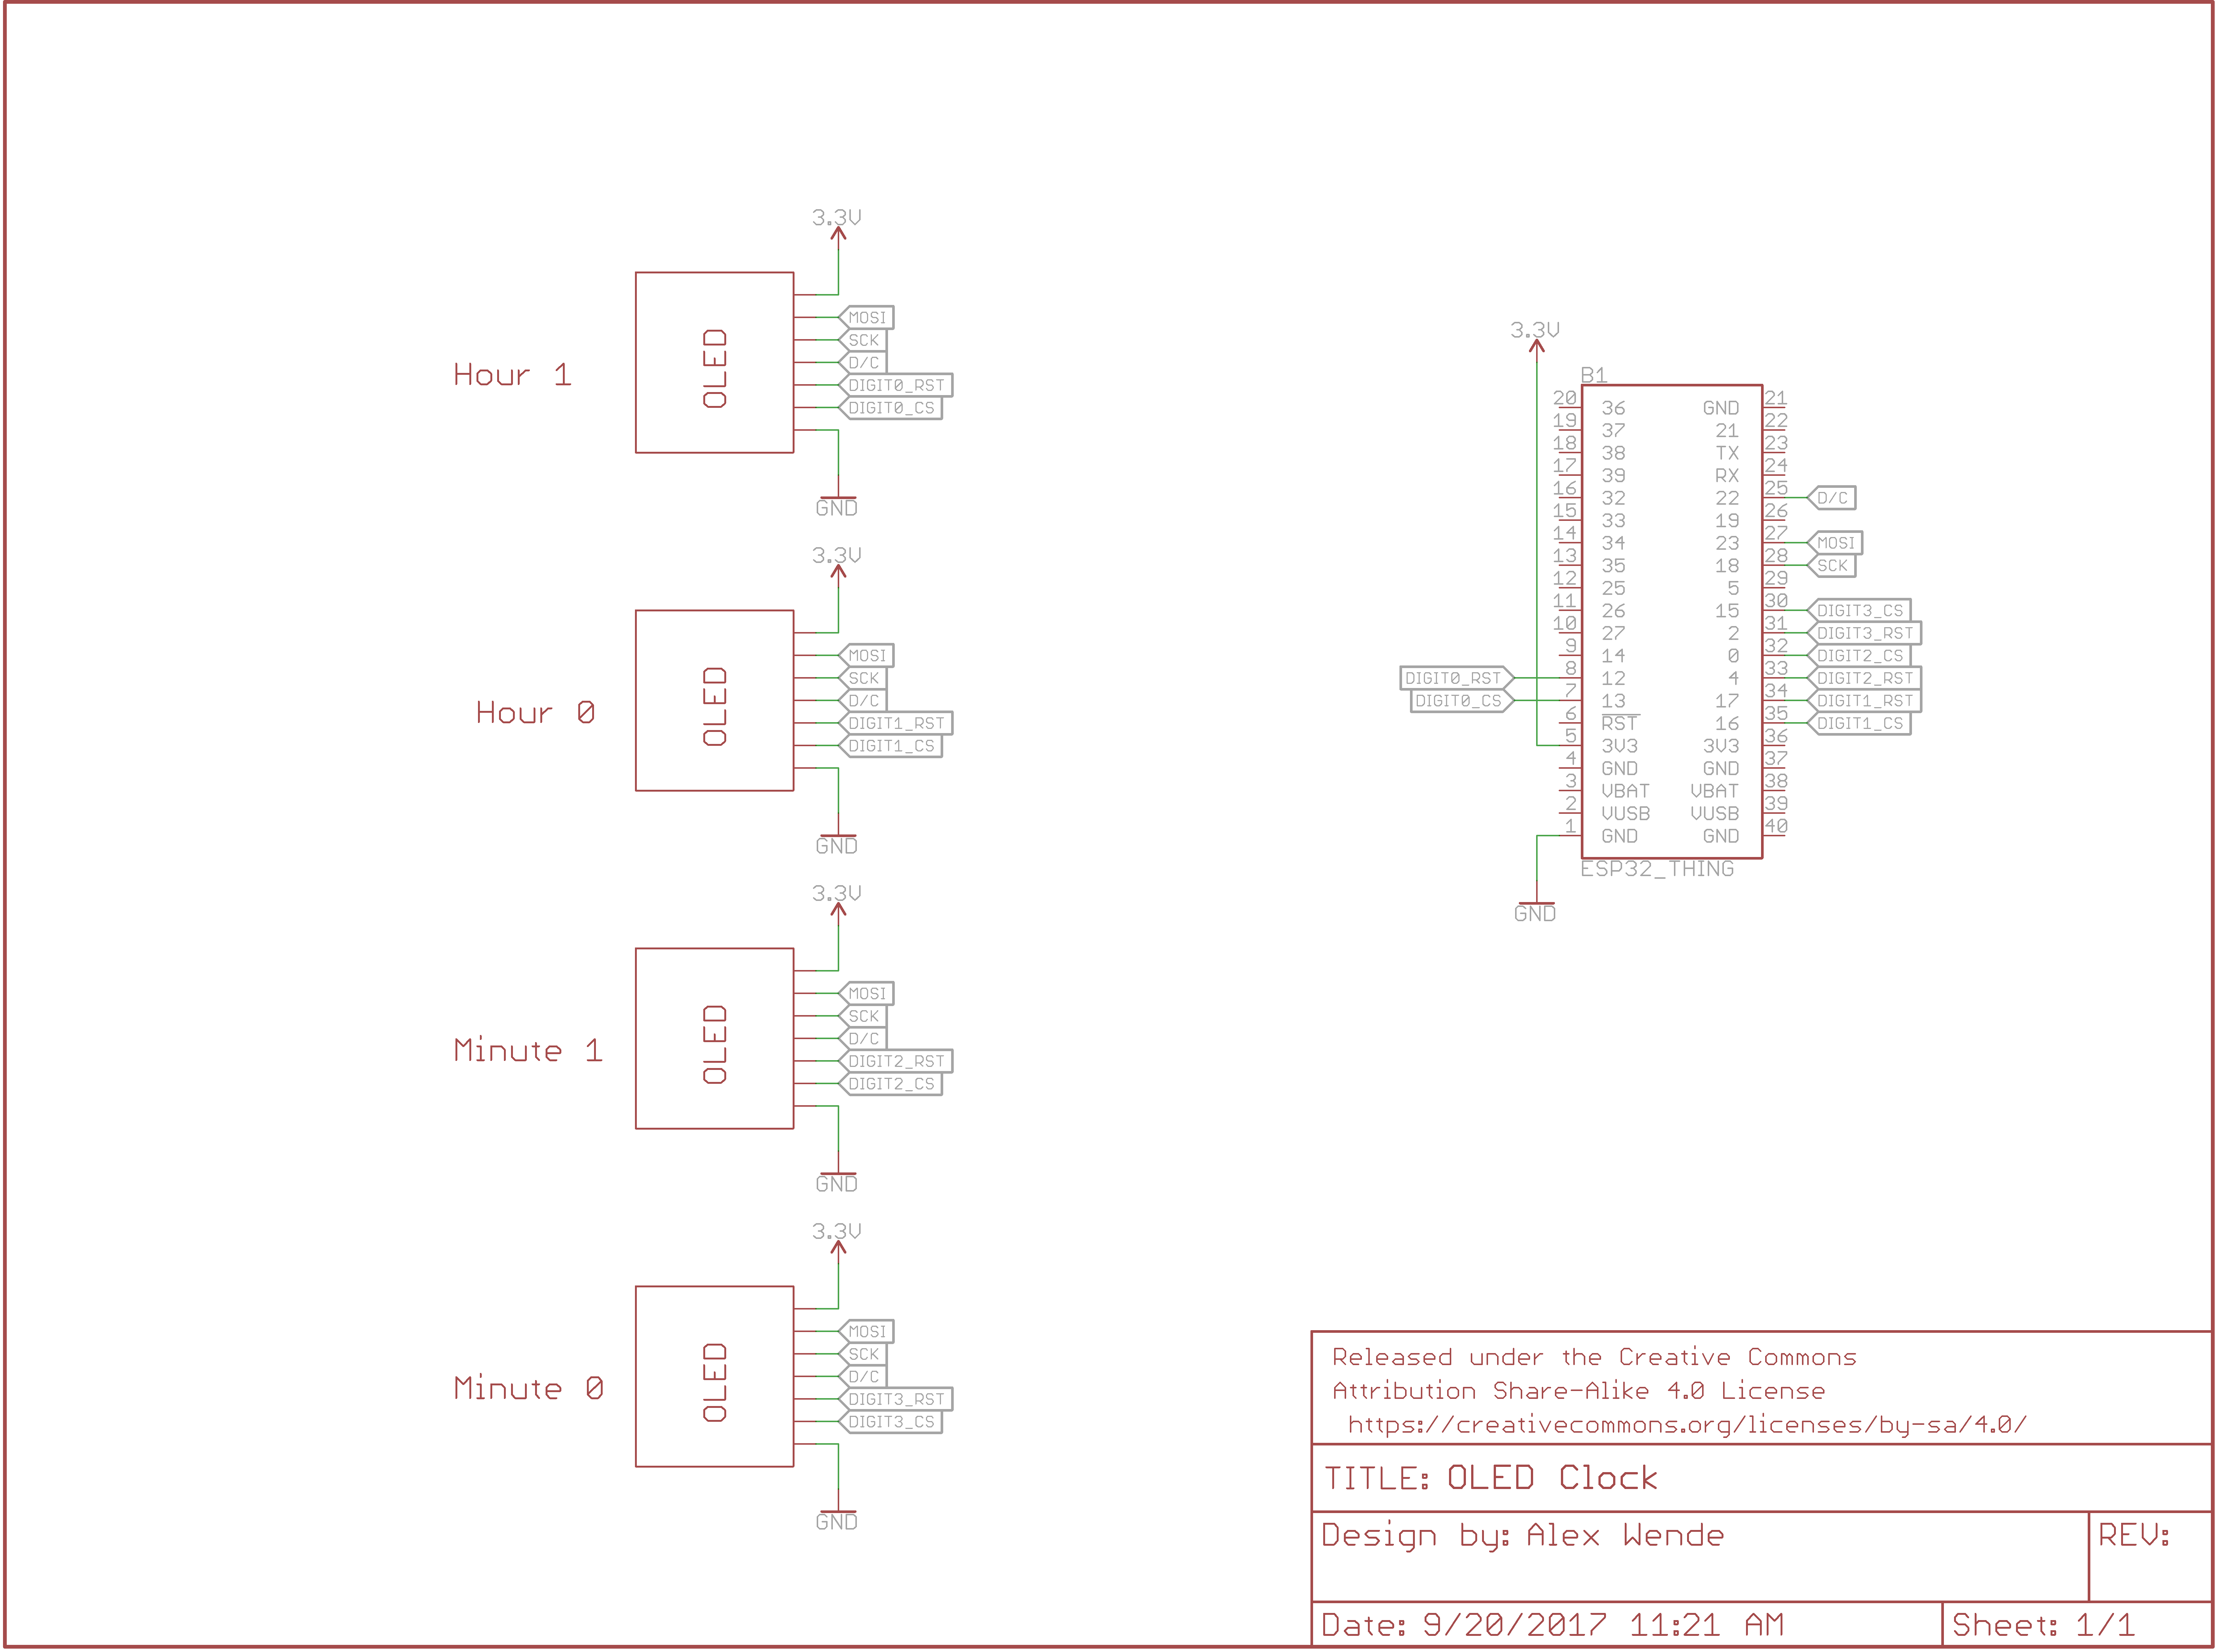 Hour 1
OLED
3.3V
MOSI
SCK
D/C
DIGIT0_RST
DIGIT0_CS
GND
Hour 0
OLED
3.3V
MOSI
SCK
D/C
DIGIT1_RST
DIGIT1_CS
GND
Minute 1
OLED
3.3V
MOSI
SCK
D/C
DIGIT2_RST
DIGIT2_CS
GND
Minute 0
OLED
3.3V
MOSI
SCK
D/C
DIGIT3_RST
DIGIT3_CS
GND
3.3V
B1
20 36 GND 21
19 37 21 22
18 38 TX 23
17 39 RX 24
16 32 22 25 D/C
15 33 19 26
14 34 23 27 MOSI
13 35 18 28 SCK
12 25 5 29
11 26 15 30 DIGIT3_CS
10 27 2 31 DIGIT3_RST
9 14 0 32 DIGIT2_CS
DIGIT0_RST 8 12 4 33 DIGIT2_RST
DIGIT0_CS 7 13 17 34 DIGIT1_RST
6 RST 16 35 DIGIT1_CS
5 3V3 3V3 36
4 GND GND 37
3 VBAT VBAT 38
2 VUSB VUSB 39
1 GND GND 40
ESP32_THING
GND
Released under the Creative Commons
Attribution Share-Alike 4.0 License
https://creativecommons.org/licenses/by-sa/4.0/
TITLE: OLED Clock
Design by: Alex Wende
REV:
Date: 9/20/2017 11:21 AM
Sheet: 1/1